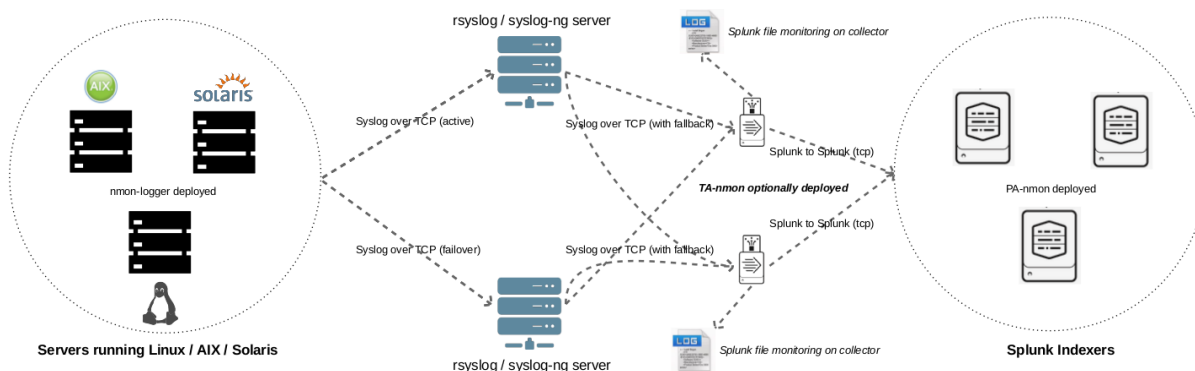 rsyslog / syslog-ng server
LOG
Splunk file monitoring on collector
AIX
solaris
Syslog over TCP (active)
Syslog over TCP (with fallback)
Splunk to Splunk (tcp)
nmon-logger deployed
TA-nmon optionally deployed
PA-nmon deployed
Splunk to Splunk (tcp)
Syslog over TCP (failover)
Syslog over TCP (with fallback)
Servers running Linux / AIX / Solaris
LOG
Splunk file monitoring on collector
Splunk Indexers
rsyslog / syslog-ng server